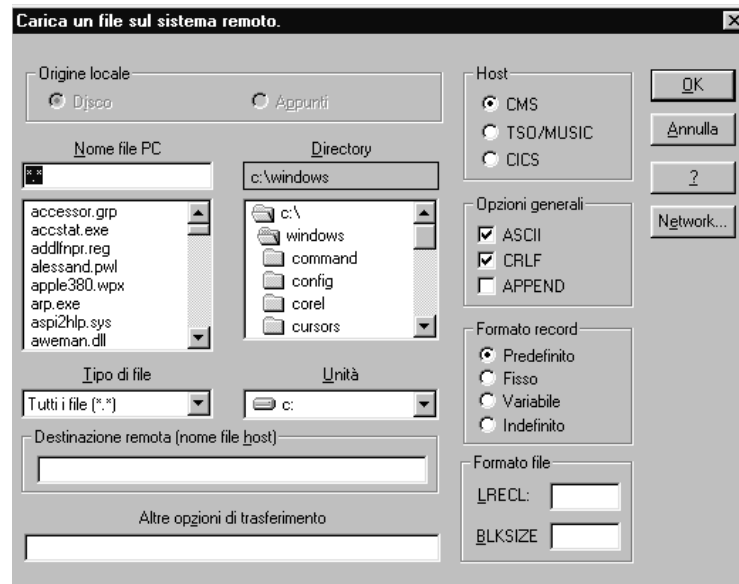 Carica un file sul sistema remoto.
Origine locale
Disco
Appunti
Nome file PC
*.*
accessor.grp
accstat.exe
addlfnpr.reg
alessand.pwl
apple380.wpx
arp.exe
aspi2hlp.sys
aweman.dll
Directory
c:\windows
c:\
windows
command
config
corel
cursors
Tipo di file
Tutti i file (*.*)
Unità
c:
Destinazione remota (nome file host)
Altre opzioni di trasferimento
Host
CMS
TSO/MUSIC
CICS
Opzioni generali
ASCII
CRLF
APPEND
Formato record
Predefinito
Fisso
Variabile
Indefinito
Formato file
LRECL:
BLKSIZE
OK
Annulla
?
Network...